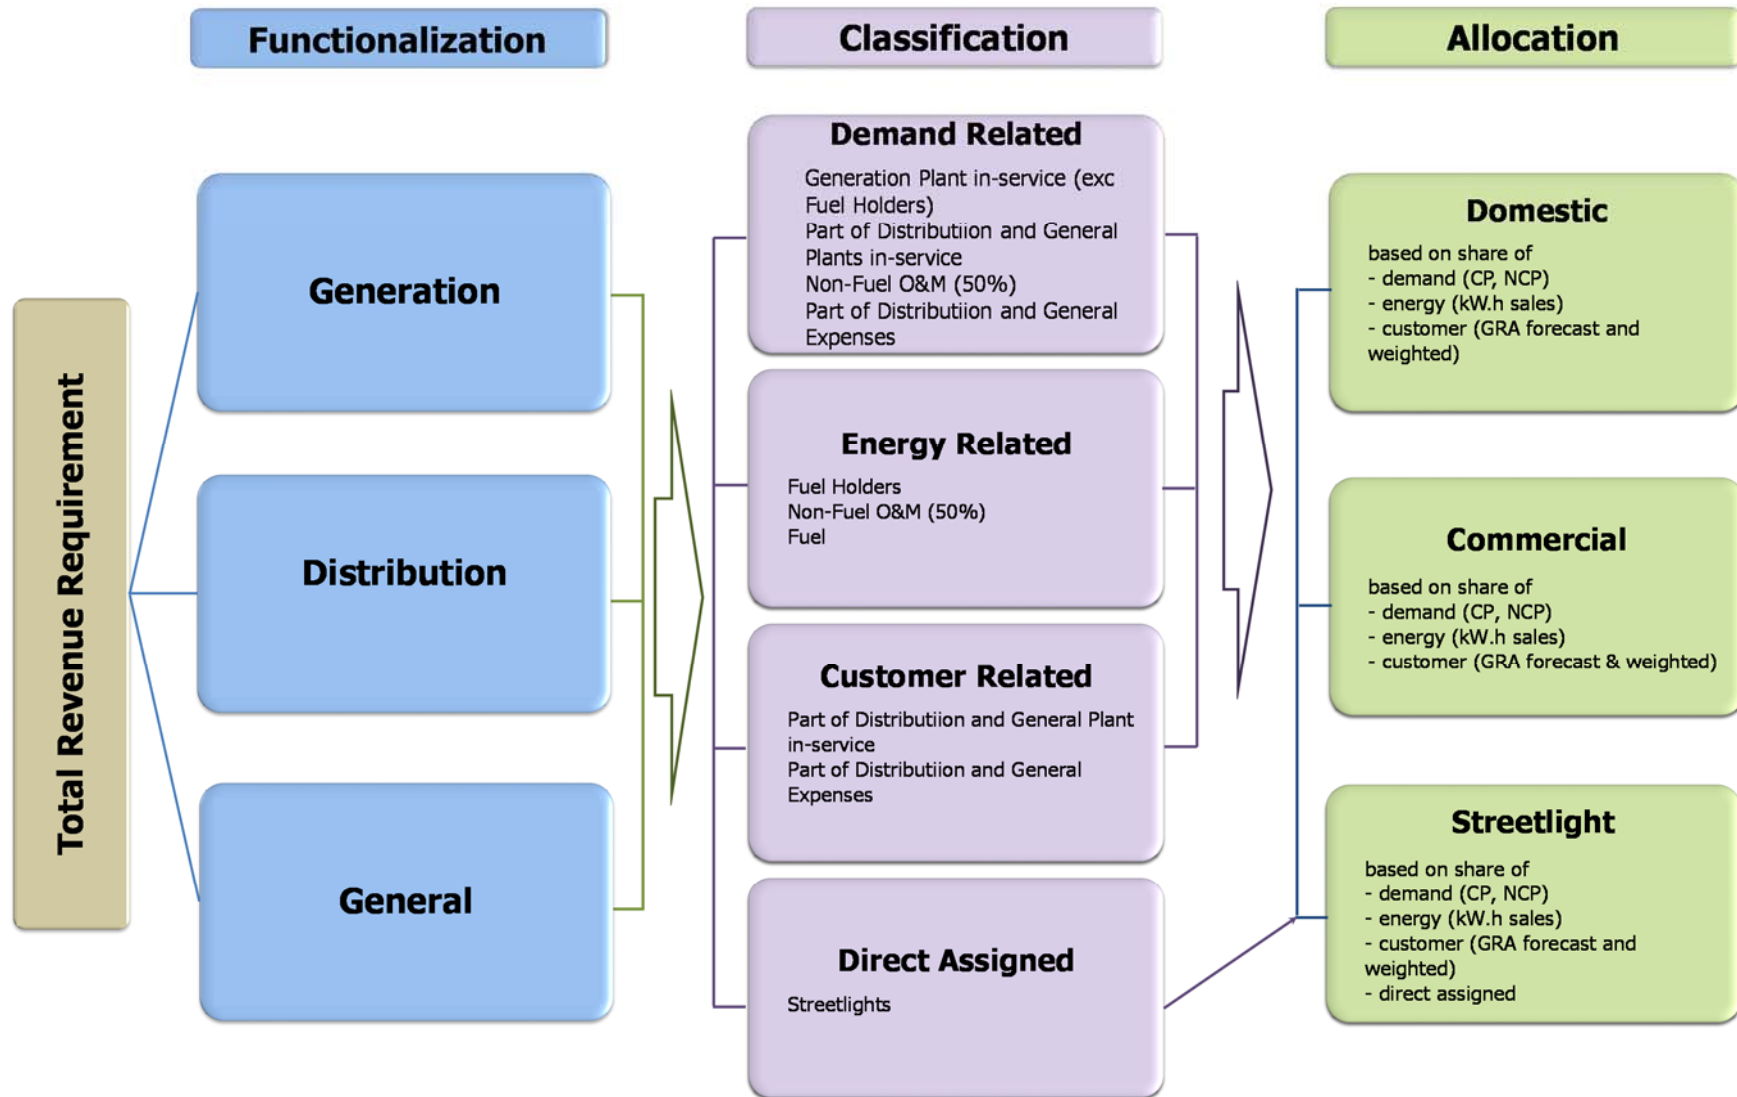 Functionalization
Classification
Allocation
Total Revenue Requirement
Generation
Distribution
General
Demand Related
Generation Plant in-service (exc
Fuel Holders)
Part of Distributiion and General
Plants in-service
Non-Fuel O&M (50%)
Part of Distributiion and General
Expenses
Energy Related
Fuel Holders
Non-Fuel O&M (50%)
Fuel
Customer Related
Part of Distributiion and General Plant
in-service
Part of Distributiion and General
Expenses
Direct Assigned
Streetlights
Domestic
based on share of
- demand (CP, NCP)
- energy (kW.h sales)
- customer (GRA forecast and
weighted)
Commercial
based on share of
- demand (CP, NCP)
- energy (kW.h sales)
- customer (GRA forecast & weighted)
Streetlight
based on share of
- demand (CP, NCP)
- energy (kW.h sales)
- customer (GRA forecast and
weighted)
- direct assigned